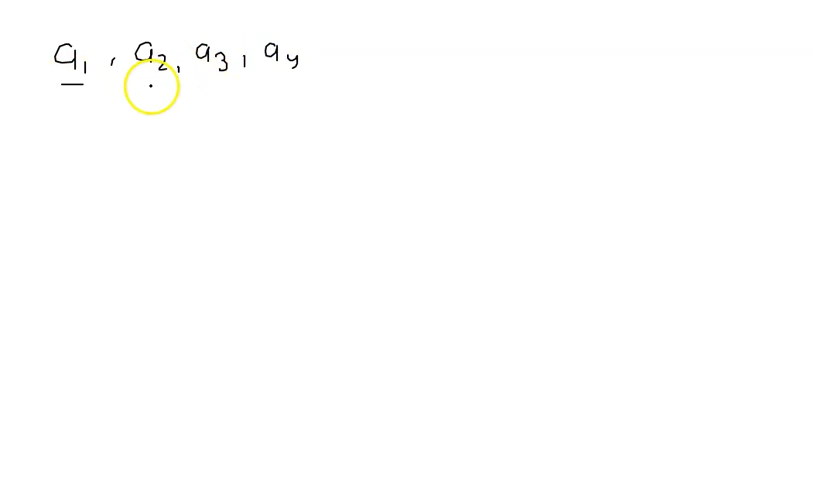 a₁, a₂, a₃, a₄